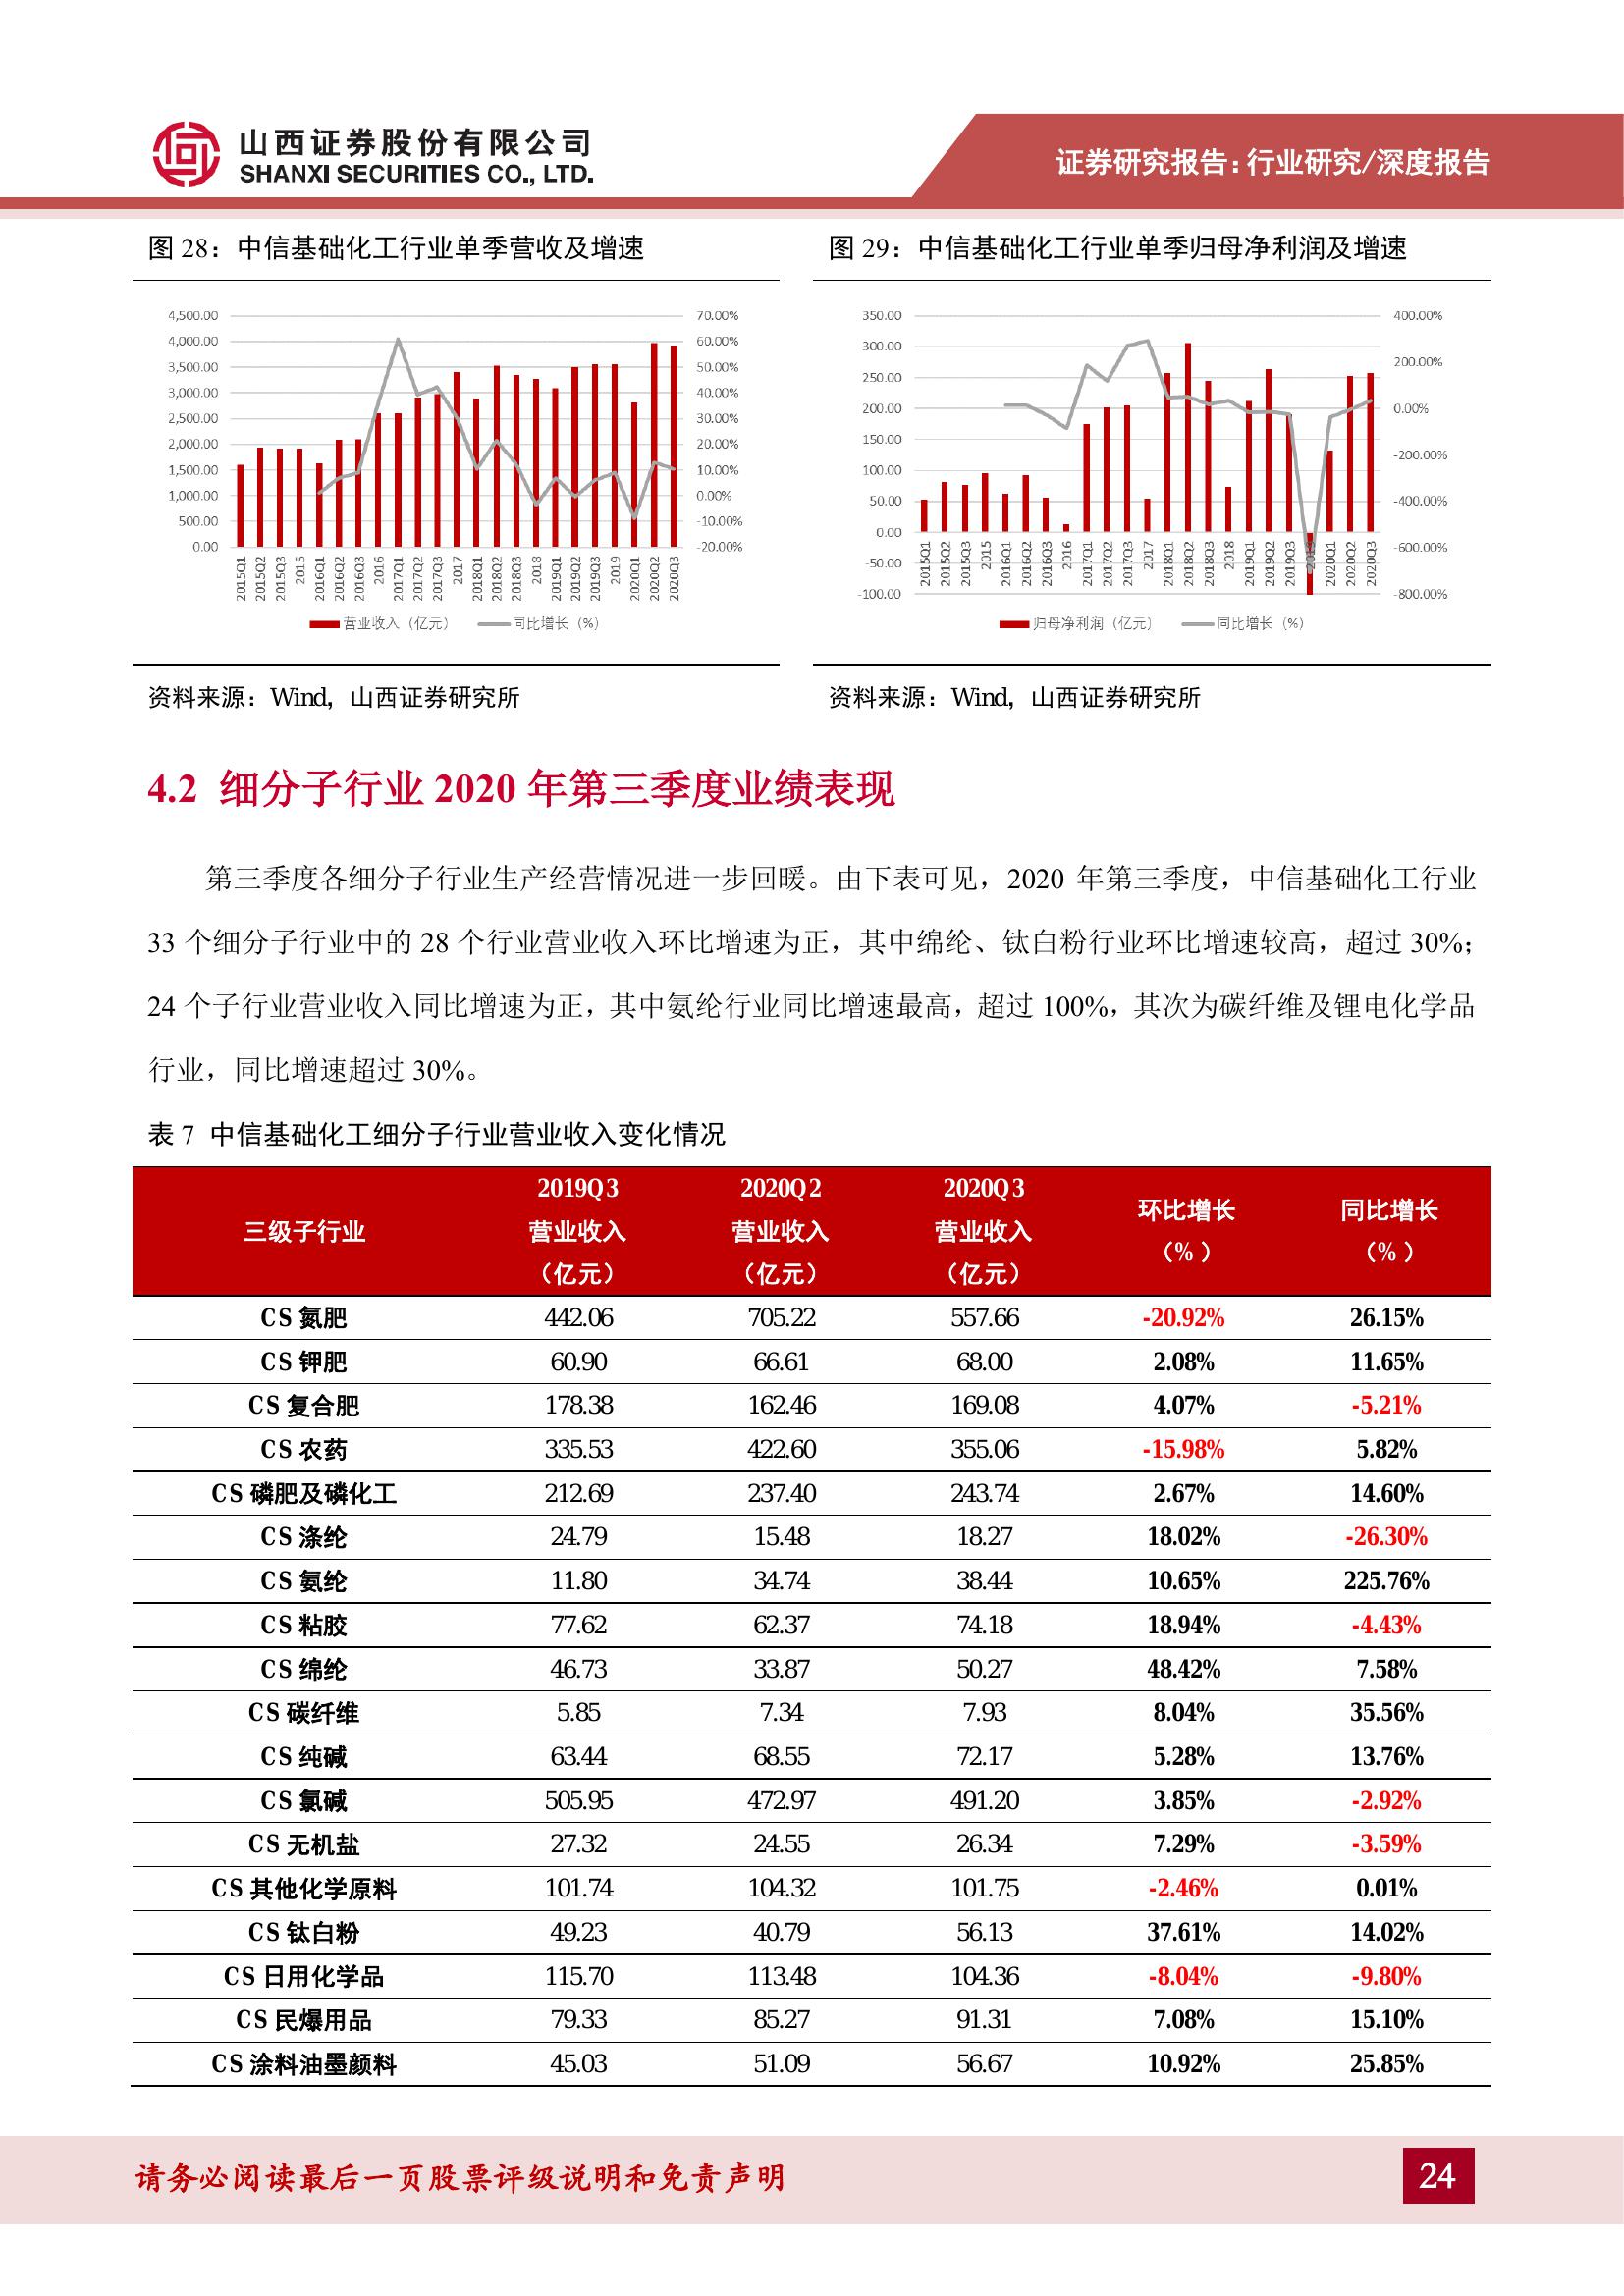 山西证券股份有限公司
SHANXI SECURITIES CO., LTD.
证券研究报告：行业研究/深度报告
图 28：中信基础化工行业单季营收及增速
4,500.00
4,000.00
3,500.00
3,000.00
2,500.00
2,000.00
1,500.00
1,000.00
500.00
0.00
70.00%
60.00%
50.00%
40.00%
30.00%
20.00%
10.00%
0.00%
-10.00%
-20.00%
2015Q1 2015Q2 2015Q3 2015 2016Q1 2016Q2 2016Q3 2016 2017Q1 2017Q2 2017Q3 2017 2018Q1 2018Q2 2018Q3 2018 2019Q1 2019Q2 2019Q3 2019 2020Q1 2020Q2 2020Q3
营业收入（亿元） 同比增长（%）
资料来源：Wind，山西证券研究所
图 29：中信基础化工行业单季归母净利润及增速
350.00
300.00
250.00
200.00
150.00
100.00
50.00
0.00
-50.00
-100.00
400.00%
200.00%
0.00%
-200.00%
-400.00%
-600.00%
-800.00%
2015Q1 2015Q2 2015Q3 2015 2016Q1 2016Q2 2016Q3 2016 2017Q1 2017Q2 2017Q3 2017 2018Q1 2018Q2 2018Q3 2018 2019Q1 2019Q2 2019Q3 2020Q1 2020Q2 2020Q3
归母净利润（亿元） 同比增长（%）
资料来源：Wind，山西证券研究所
4.2 细分子行业 2020 年第三季度业绩表现
第三季度各细分子行业生产经营情况进一步回暖。由下表可见，2020 年第三季度，中信基础化工行业
33 个细分子行业中的 28 个行业营业收入环比增速为正，其中绵纶、钛白粉行业环比增速较高，超过 30%；
24 个子行业营业收入同比增速为正，其中氨纶行业同比增速最高，超过 100%，其次为碳纤维及锂电化学品
行业，同比增速超过 30%。
表 7 中信基础化工细分子行业营业收入变化情况
三级子行业 2019Q3 营业收入（亿元） 2020Q2 营业收入（亿元） 2020Q3 营业收入（亿元） 环比增长（%） 同比增长（%）
CS 氮肥 442.06 705.22 557.66 -20.92% 26.15%
CS 钾肥 60.90 66.61 68.00 2.08% 11.65%
CS 复合肥 178.38 162.46 169.08 4.07% -5.21%
CS 农药 335.53 422.60 355.06 -15.98% 5.82%
CS 磷肥及磷化工 212.69 237.40 243.74 2.67% 14.60%
CS 涤纶 24.79 15.48 18.27 18.02% -26.30%
CS 氨纶 11.80 34.74 38.44 10.65% 225.76%
CS 粘胶 77.62 62.37 74.18 18.94% -4.43%
CS 绵纶 46.73 33.87 50.27 48.42% 7.58%
CS 碳纤维 5.85 7.34 7.93 8.04% 35.56%
CS 纯碱 63.44 68.55 72.17 5.28% 13.76%
CS 氯碱 505.95 472.97 491.20 3.85% -2.92%
CS 无机盐 27.32 24.55 26.34 7.29% -3.59%
CS 其他化学原料 101.74 104.32 101.75 -2.46% 0.01%
CS 钛白粉 49.23 40.79 56.13 37.61% 14.02%
CS 日用化学品 115.70 113.48 104.36 -8.04% -9.80%
CS 民爆用品 79.33 85.27 91.31 7.08% 15.10%
CS 涂料油墨颜料 45.03 51.09 56.67 10.92% 25.85%
请务必阅读最后一页股票评级说明和免责声明
24